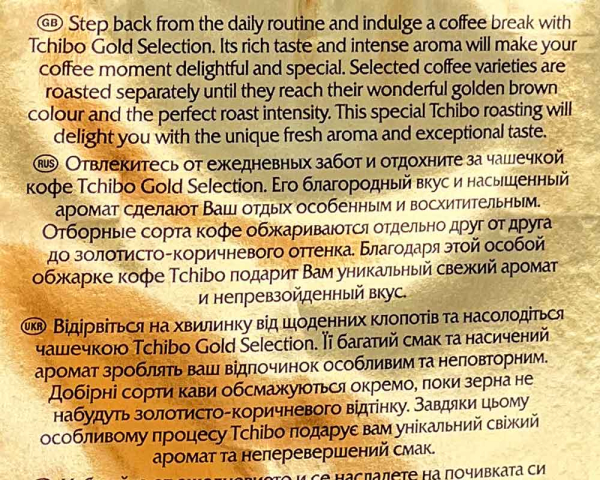 GB Step back from the daily routine and indulge a coffee break with
Tchibo Gold Selection. Its rich taste and intense aroma will make your
coffee moment delightful and special. Selected coffee varieties are
roasted separately until they reach their wonderful golden brown
colour and the perfect roast intensity. This special Tchibo roasting will
delight you with the unique fresh aroma and exceptional taste.
RUS Отвлекитесь от ежедневных забот и отдохните за чашечкой
кофе Tchibo Gold Selection. Его благородный вкус и насыщенный
аромат сделают Ваш отдых особенным и восхитительным.
Отборные сорта кофе обжариваются отдельно друг от друга
до золотисто-коричневого оттенка. Благодаря этой особой
обжарке кофе Tchibo подарит Вам уникальный свежий аромат
и непревзойденный вкус.
UKR Відірвіться на хвилинку від щоденних клопотів та насолодіться
чашечкою Tchibo Gold Selection. Її багатий смак та насичений
аромат зроблять ваш відпочинок особливим та неповторним.
Добірні сорти кави обсмажуються окремо, поки зерна не
набудуть золотисто-коричневого відтінку. Завдяки цьому
особливому процесу Tchibo подарує вам унікальний свіжий
аромат та неперевершений смак.
от ежедневието и се насладете на почивката си